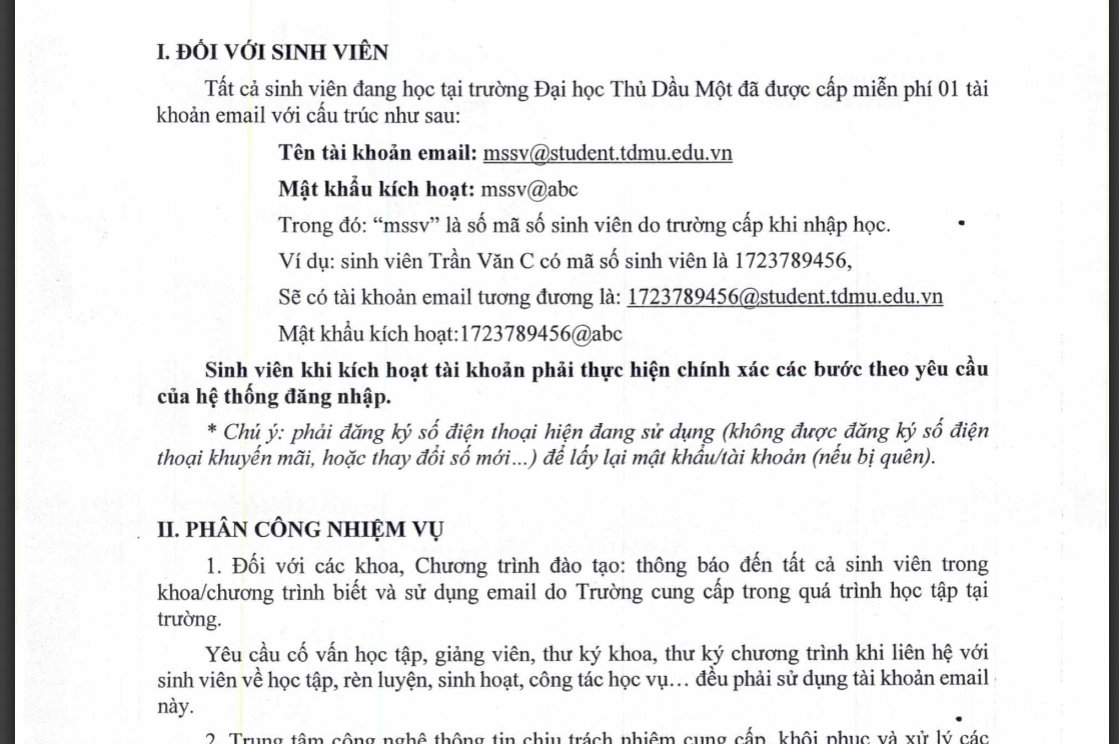 I. ĐỐI VỚI SINH VIÊN
Tất cả sinh viên đang học tại trường Đại học Thủ Dầu Một đã được cấp miễn phí 01 tài
khoản email với cấu trúc như sau:
Tên tài khoản email: mssv@student.tdmu.edu.vn
Mật khẩu kích hoạt: mssv@abc
Trong đó: “mssv” là số mã số sinh viên do trường cấp khi nhập học.
Ví dụ: sinh viên Trần Văn C có mã số sinh viên là 1723789456,
Sẽ có tài khoản email tương đương là: 1723789456@student.tdmu.edu.vn
Mật khẩu kích hoạt:1723789456@abc
Sinh viên khi kích hoạt tài khoản phải thực hiện chính xác các bước theo yêu cầu
của hệ thống đăng nhập.
* Chú ý: phải đăng ký số điện thoại hiện đang sử dụng (không được đăng ký số điện
thoại khuyến mãi, hoặc thay đổi số mới...) để lấy lại mật khẩu/tài khoản (nếu bị quên).
II. PHÂN CÔNG NHIỆM VỤ
1. Đối với các khoa, Chương trình đào tạo: thông báo đến tất cả sinh viên trong
khoa/chương trình biết và sử dụng email do Trường cung cấp trong quá trình học tập tại
trường.
Yêu cầu cố vấn học tập, giảng viên, thư ký khoa, thư ký chương trình khi liên hệ với
sinh viên về học tập, rèn luyện, sinh hoạt, công tác học vụ… đều phải sử dụng tài khoản email
này.
2. Trung tâm công nghệ thông tin chịu trách nhiệm cung cấp, khôi phục và xử lý các